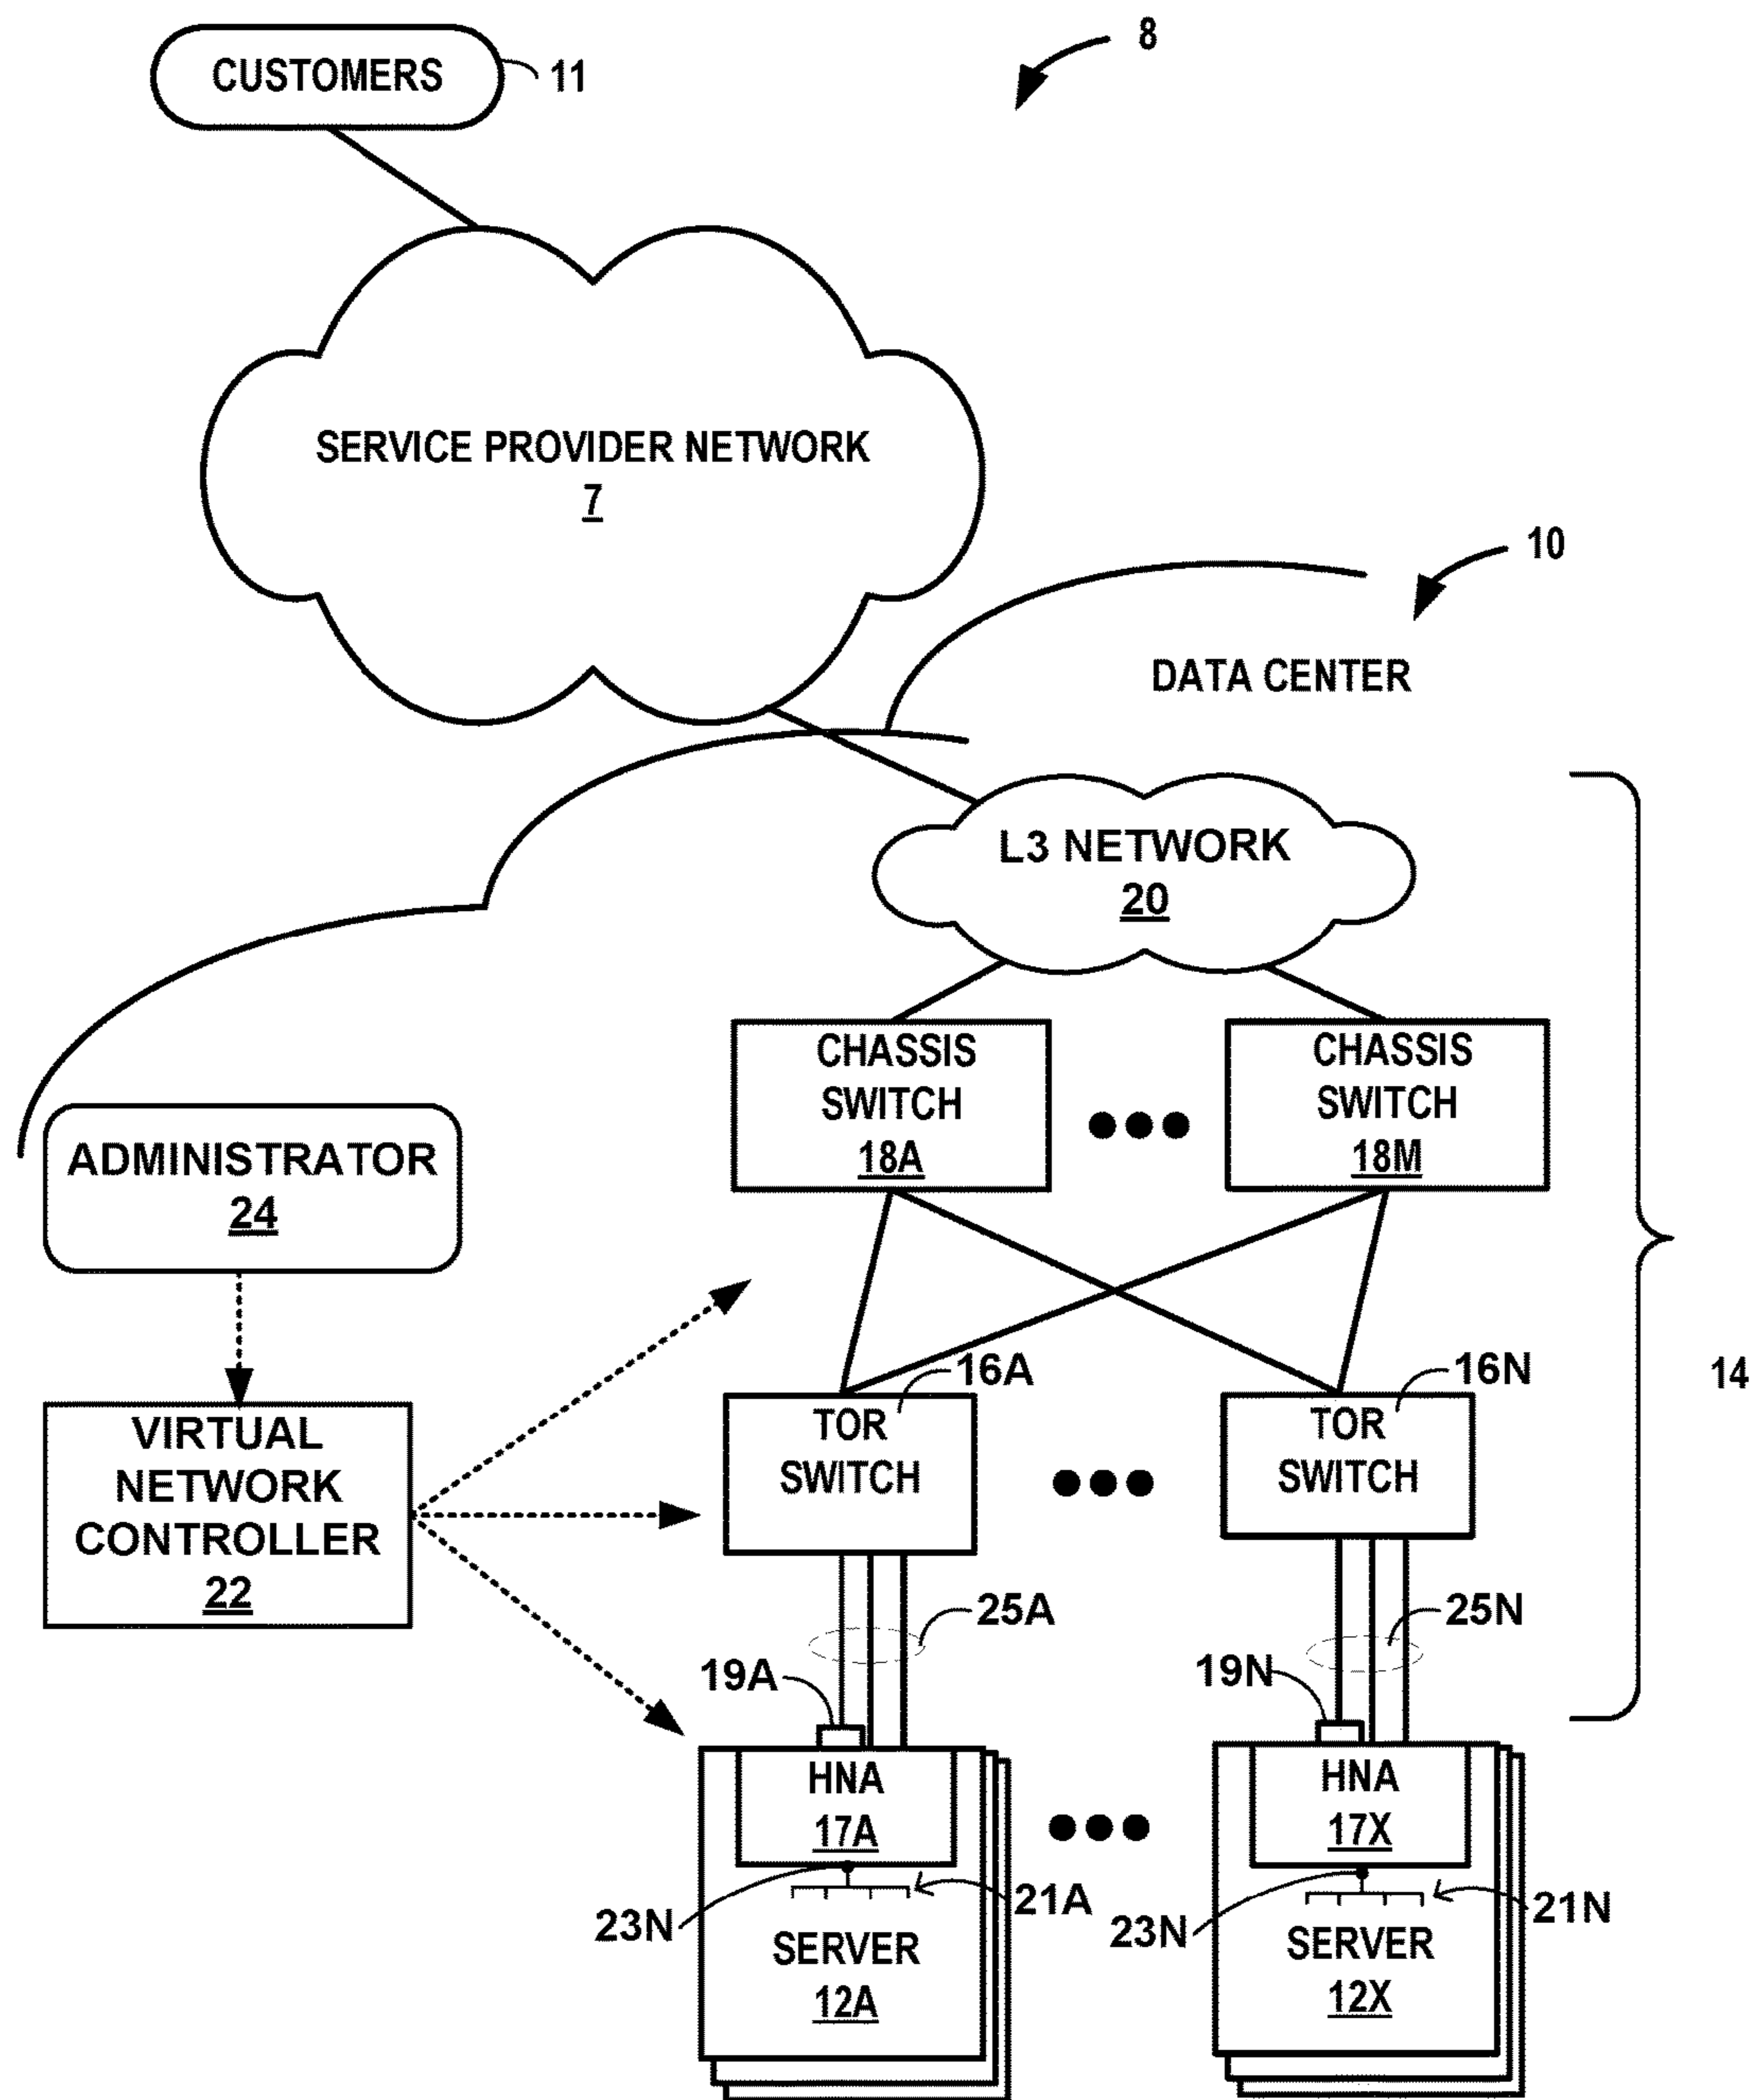 8
CUSTOMERS
11
SERVICE PROVIDER NETWORK
7
10
DATA CENTER
L3 NETWORK
20
CHASSIS
SWITCH
18A
CHASSIS
SWITCH
18M
ADMINISTRATOR
24
14
16A
16N
TOR
SWITCH
TOR
SWITCH
VIRTUAL
NETWORK
CONTROLLER
22
25A
25N
19A
19N
HNA
17A
HNA
17X
21A
21N
23N
23N
SERVER
12A
SERVER
12X